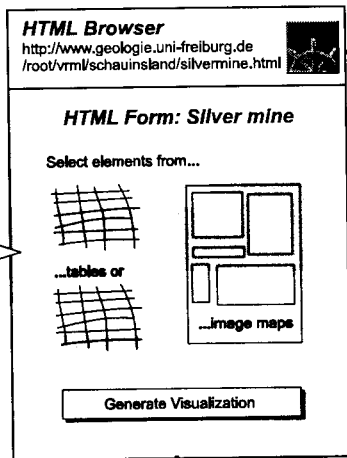 HTML Browser
http://www.geologie.uni-freiburg.de
/root/vrml/schauinsland/silvermine.html
HTML Form: Silver mine
Select elements from...
...tables or
...image maps
Generate Visualization